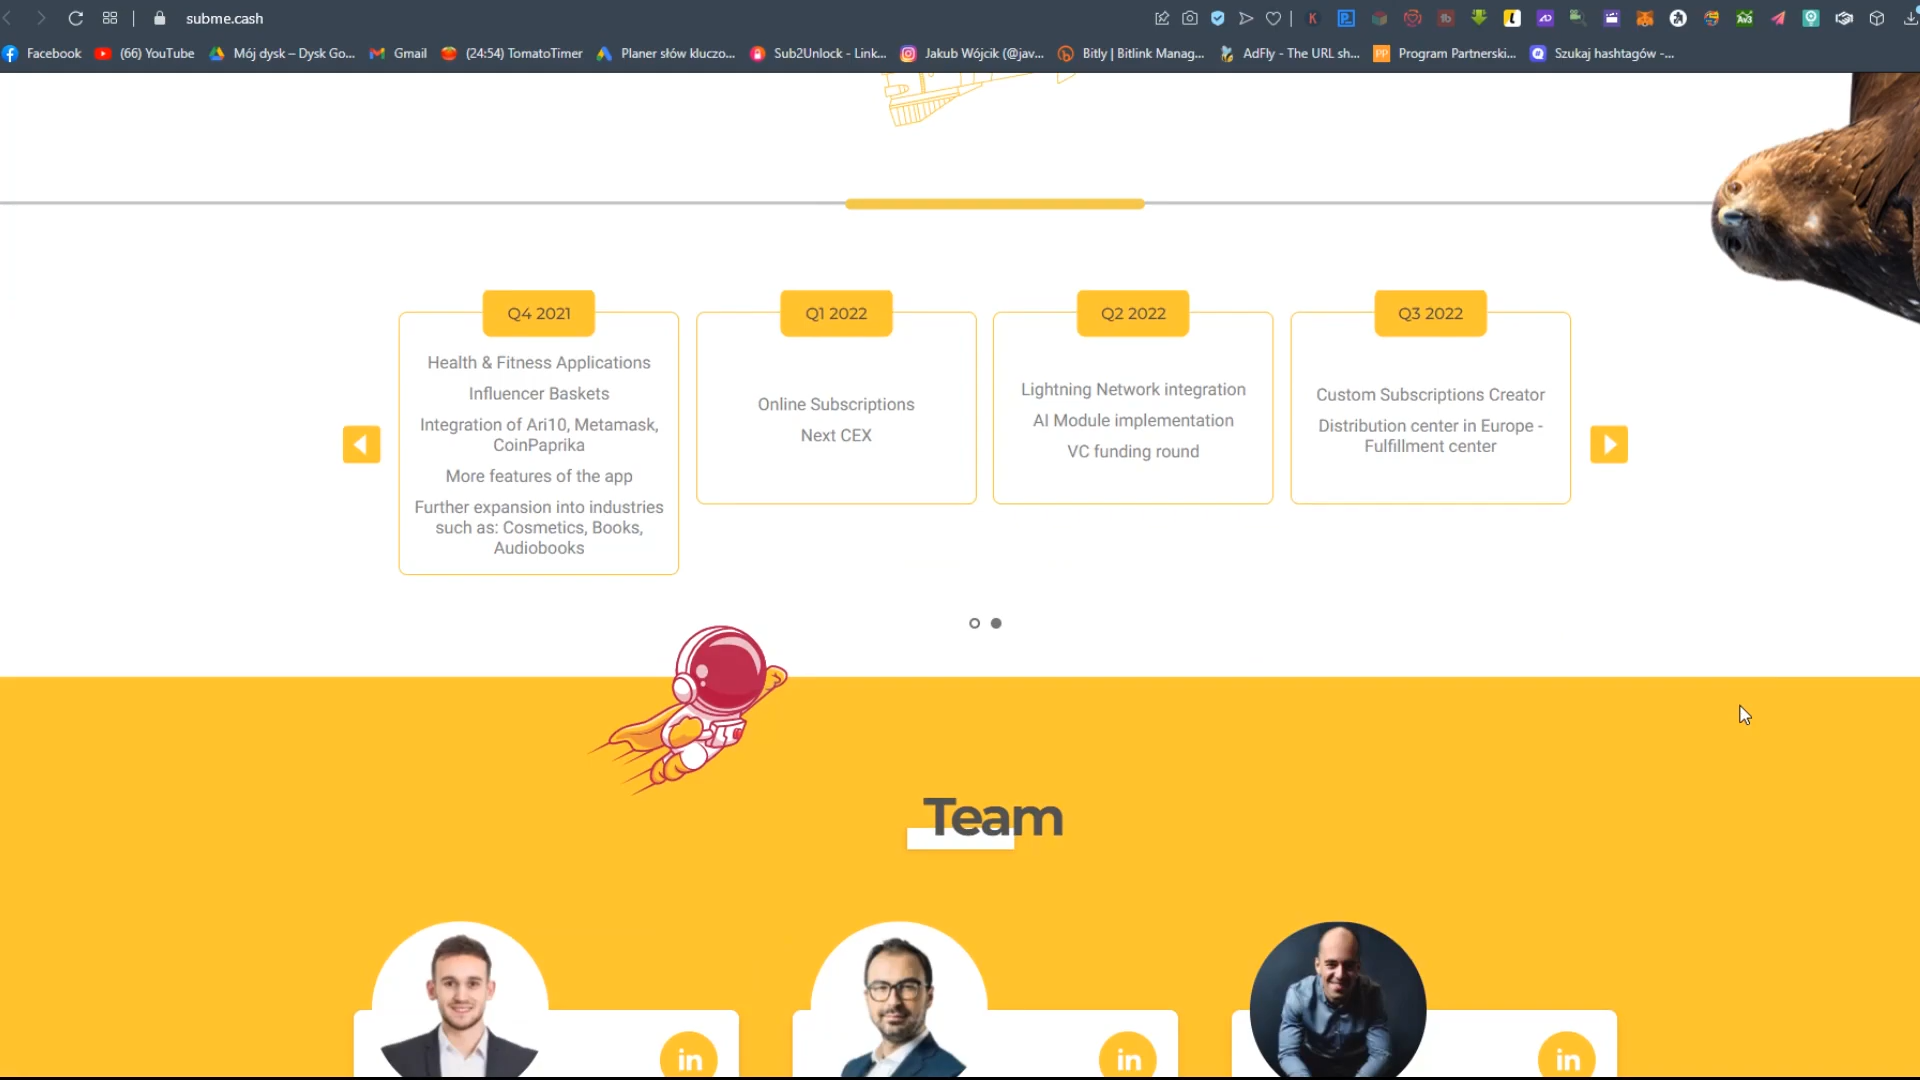 subme.cash
Facebook
(66) YouTube
Mój dysk – Dysk Go...
Gmail
(24:54) TomatoTimer
Planer słów kluczo...
Sub2Unlock - Link...
Jakub Wójcik (@jav...
Bitly | Bitlink Manag...
AdFly - The URL sh...
Program Partnerski...
Szukaj hashtagów -...
Q4 2021
Health & Fitness Applications
Influencer Baskets
Integration of Ari10, Metamask,
CoinPaprika
More features of the app
Further expansion into industries
such as: Cosmetics, Books,
Audiobooks
Q1 2022
Online Subscriptions
Next CEX
Q2 2022
Lightning Network integration
AI Module implementation
VC funding round
Q3 2022
Custom Subscriptions Creator
Distribution center in Europe -
Fulfillment center
Team
in
in
in